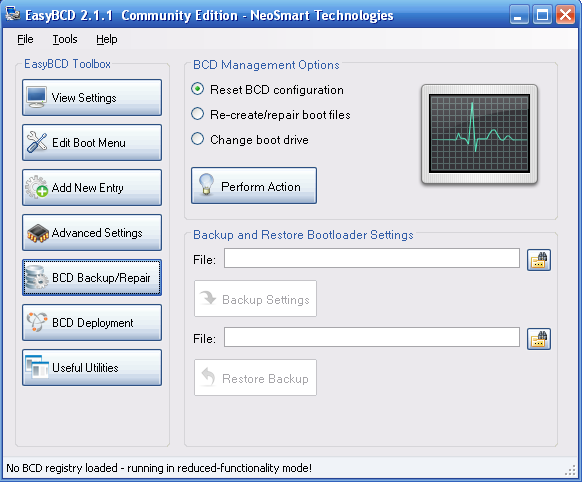 EasyBCD 2.1.1 Community Edition - NeoSmart Technologies
File Tools Help
EasyBCD Toolbox
View Settings
Edit Boot Menu
Add New Entry
Advanced Settings
BCD Backup/Repair
BCD Deployment
Useful Utilities
BCD Management Options
Reset BCD configuration
Re-create/repair boot files
Change boot drive
Perform Action
Backup and Restore Bootloader Settings
File:
Backup Settings
File:
Restore Backup
No BCD registry loaded - running in reduced-functionality mode!